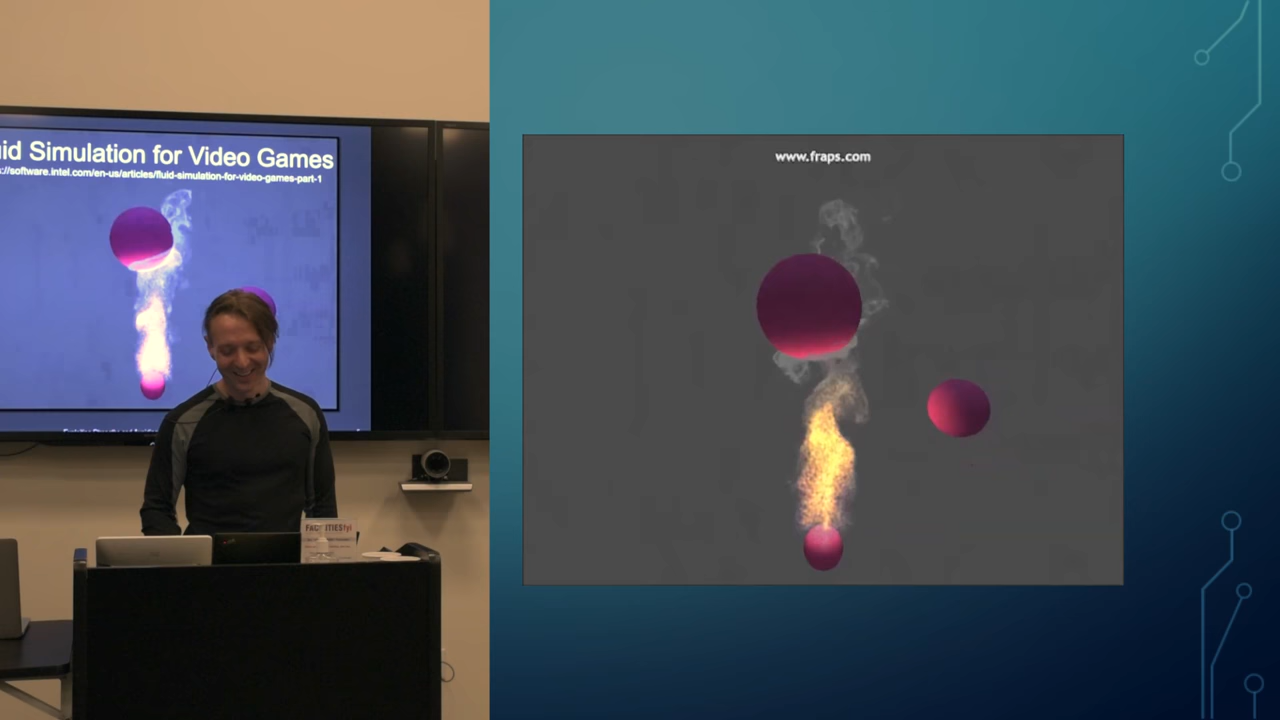 uid Simulation for Video Games
://software.intel.com/en-us/articles/fluid-simulation-for-video-games-part-1
www.fraps.com